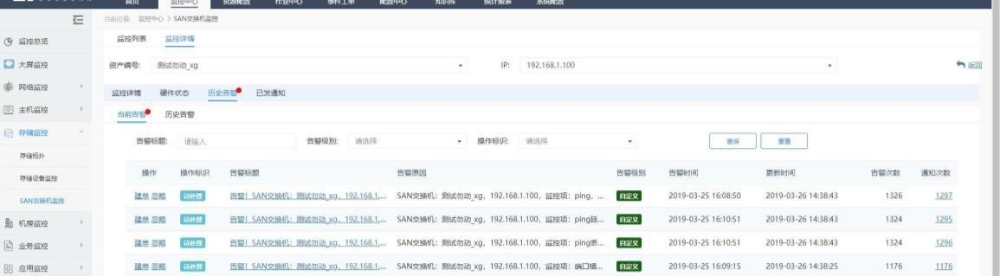 首页 监控中心 资源配置 作业中心 事件工单 配置中心 知识库 统计报表 系统配置
当前位置: 监控中心 > SAN交换机监控
监控总览
大屏监控
网络监控
主机监控
存储监控
存储拓扑
存储设备监控
SAN交换机监控
机房监控
业务监控
应用监控
监控列表 监控详情
资产编号: 测试勿动_xg IP: 192.168.1.100 返回
监控详情 硬件状态 历史告警 已发通知
当前告警 历史告警
告警标题: 请输入 告警级别: 请选择 操作标识: 请选择 查询 重置
操作 操作标识 告警标题 告警原因 告警级别 告警时间 更新时间 告警次数 通知次数
建单 忽略 待处理 告警! SAN交换机: 测试勿动_xg, 192.168.1.... SAN交换机: 测试勿动_xg, 192.168.1.100, 监控项: ping, ... 自定义 2019-03-25 16:08:50 2019-03-26 14:38:43 1326 1297
建单 忽略 待处理 告警! SAN交换机: 测试勿动_xg, 192.168.1.... SAN交换机: 测试勿动_xg, 192.168.1.100, 监控项: ping延... 自定义 2019-03-25 16:10:51 2019-03-26 14:38:43 1324 1295
建单 忽略 待处理 告警! SAN交换机: 测试勿动_xg, 192.168.1.... SAN交换机: 测试勿动_xg, 192.168.1.100, 监控项: ping丢... 自定义 2019-03-25 16:10:51 2019-03-26 14:38:43 1324 1296
建单 忽略 待处理 告警! SAN交换机: 测试勿动_xg, 192.168.1.... SAN交换机: 测试勿动_xg, 192.168.1.100, 监控项: 端口错... 自定义 2019-03-25 16:09:15 2019-03-26 14:38:25 1176 1176